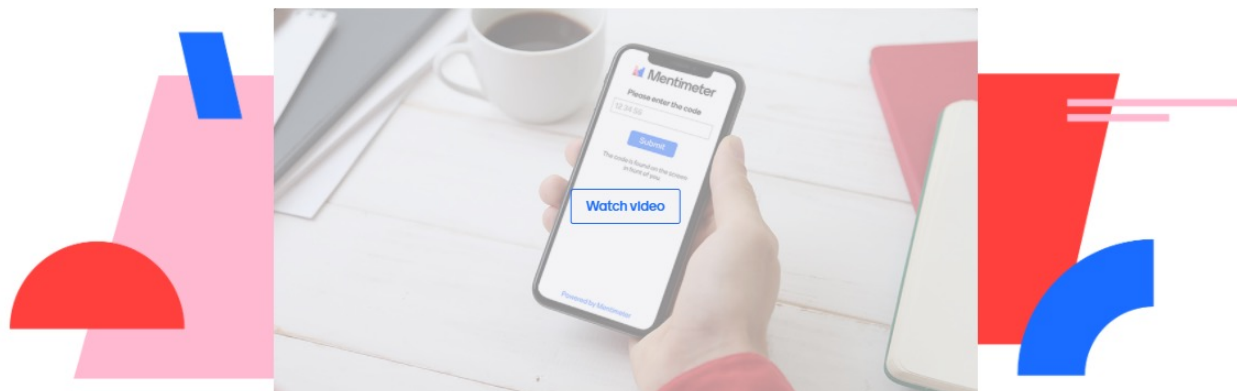 Mentimeter
Please enter the code
12 34 56
Submit
The code is found on the screen
in front of you
Watch video
Powered by Mentimeter